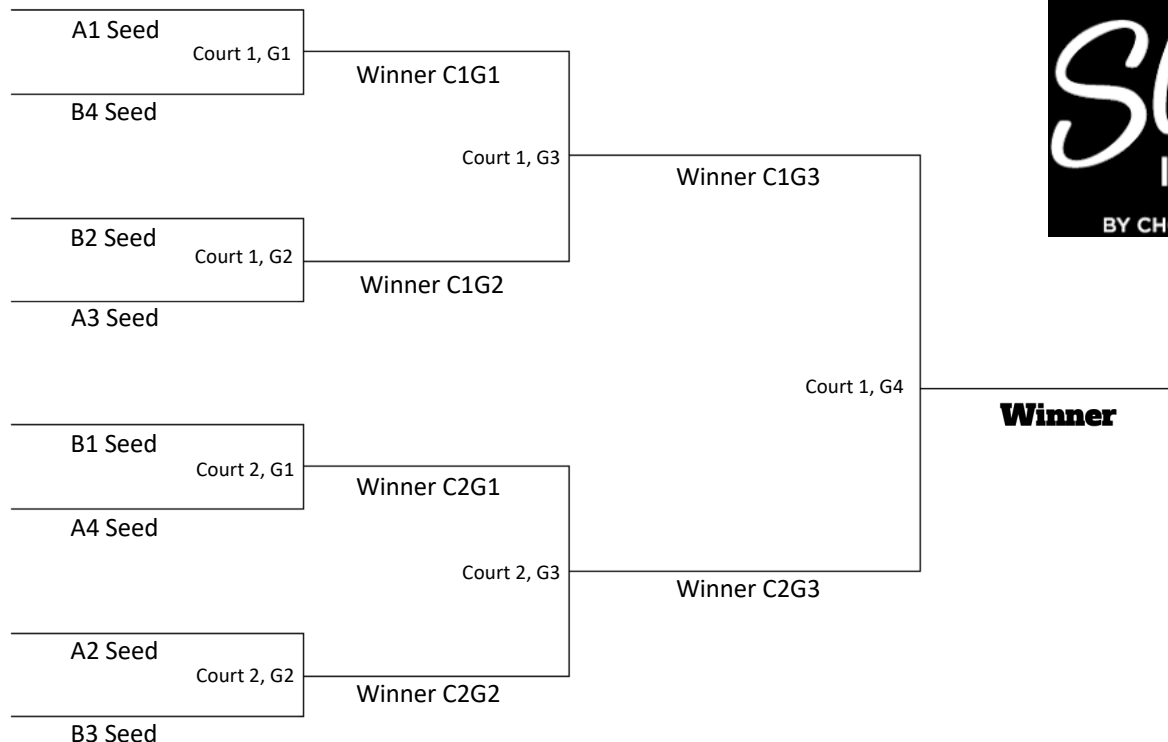 A1 Seed
Court 1, G1
B4 Seed
Winner C1G1
Court 1, G3
B2 Seed
Court 1, G2
A3 Seed
Winner C1G2
Winner C1G3
Court 1, G4
Winner
B1 Seed
Court 2, G1
A4 Seed
Winner C2G1
Court 2, G3
Winner C2G3
A2 Seed
Court 2, G2
B3 Seed
Winner C2G2
BY